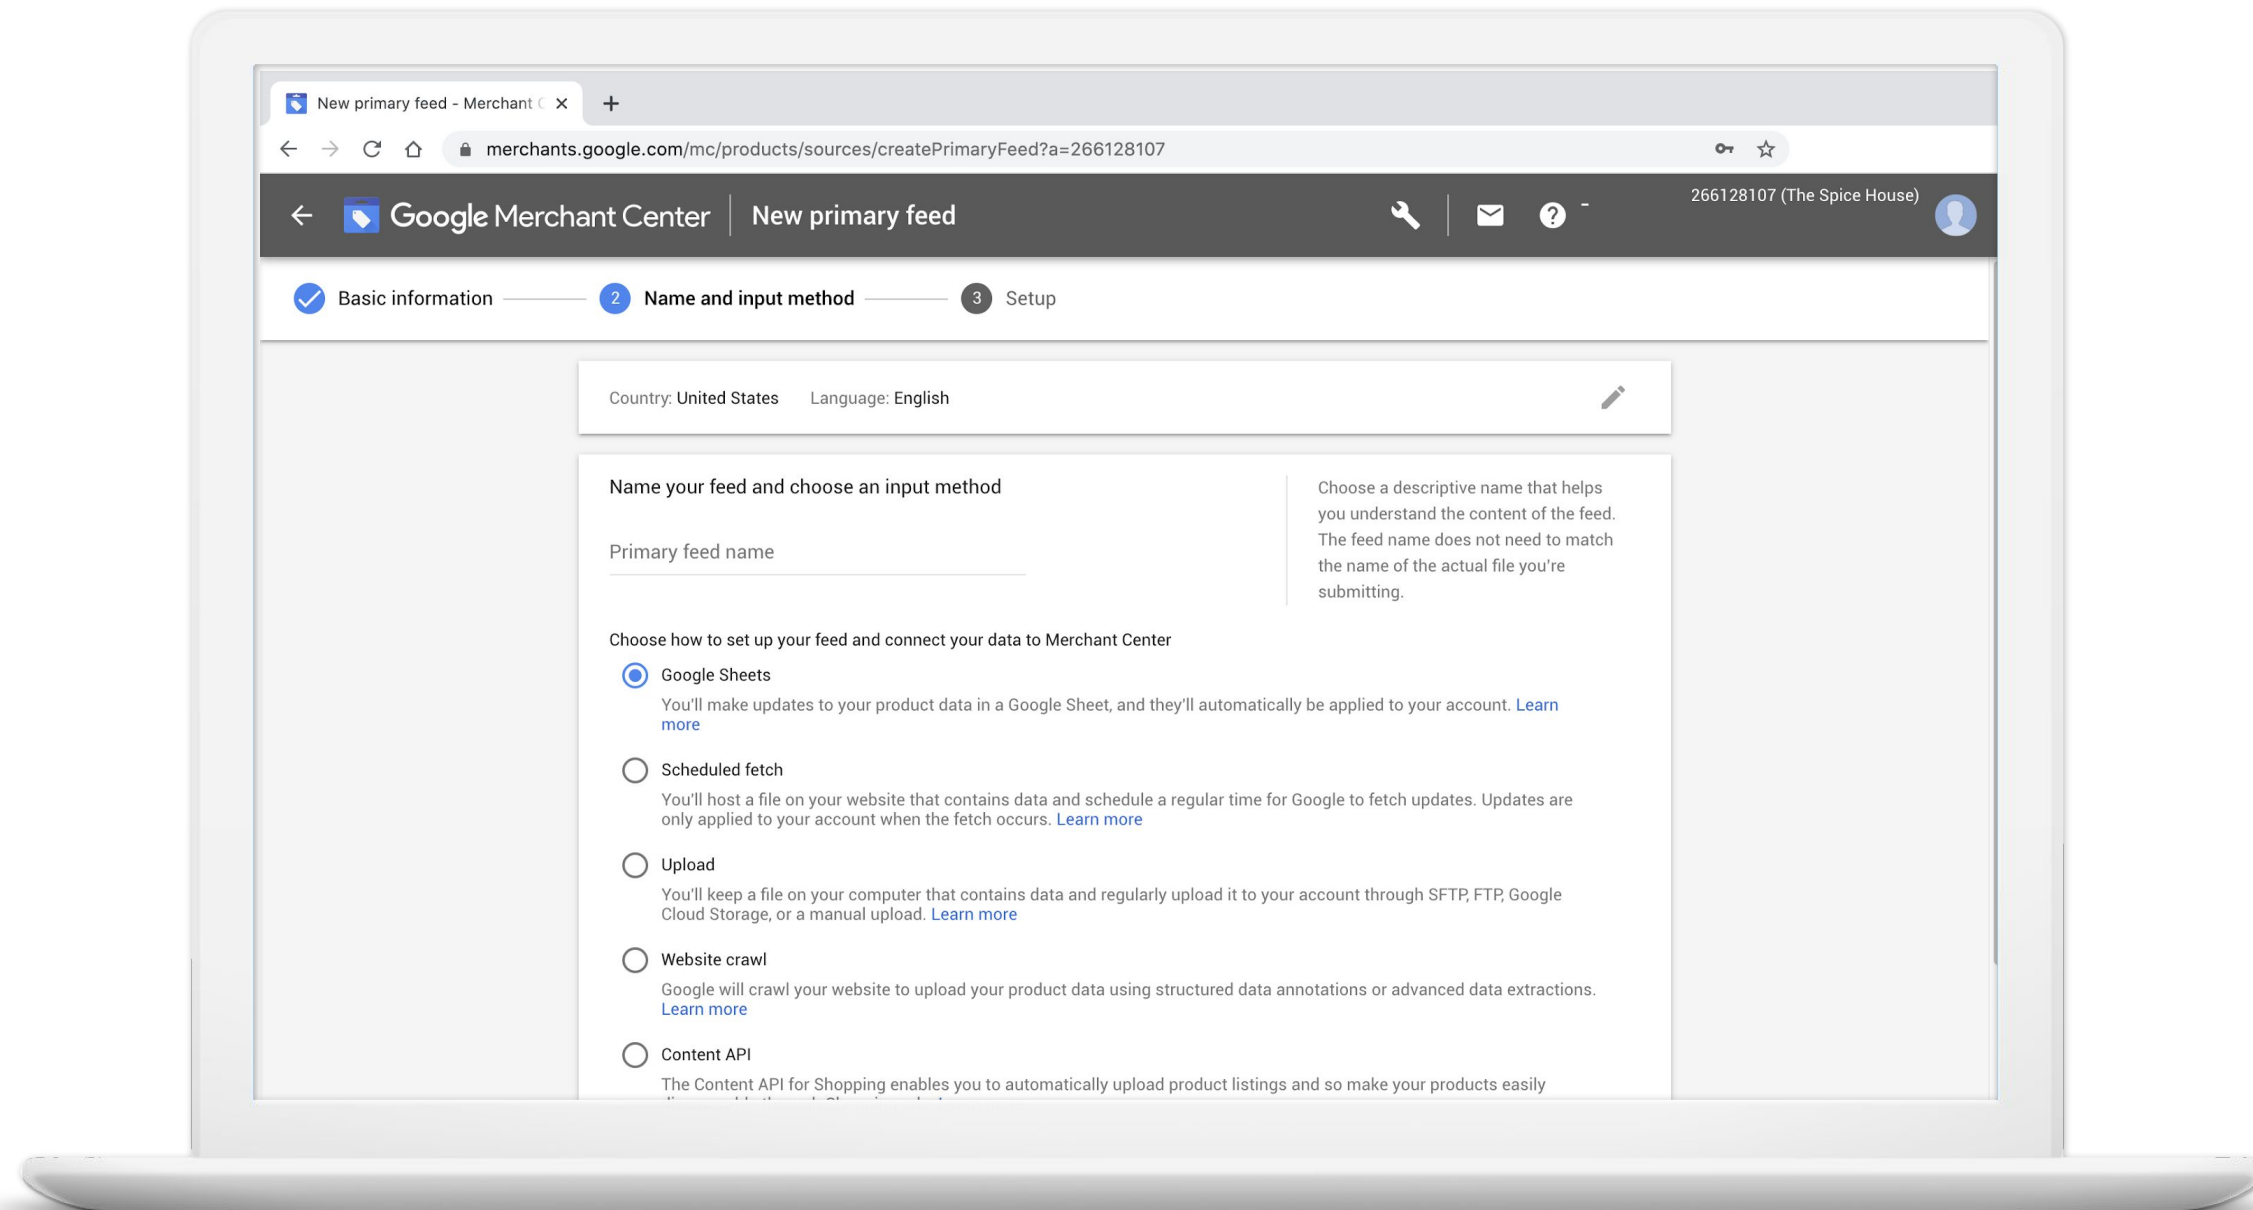 New primary feed - Merchant
merchants.google.com/mc/products/sources/createPrimaryFeed?a=266128107
Google Merchant Center New primary feed
266128107 (The Spice House)
Basic information 2 Name and input method 3 Setup
Country: United States Language: English
Name your feed and choose an input method
Primary feed name
Choose a descriptive name that helps
you understand the content of the feed.
The feed name does not need to match
the name of the actual file you're
submitting.
Choose how to set up your feed and connect your data to Merchant Center
Google Sheets
You'll make updates to your product data in a Google Sheet, and they'll automatically be applied to your account. Learn
more
Scheduled fetch
You'll host a file on your website that contains data and schedule a regular time for Google to fetch updates. Updates are
only applied to your account when the fetch occurs. Learn more
Upload
You'll keep a file on your computer that contains data and regularly upload it to your account through SFTP, FTP, Google
Cloud Storage, or a manual upload. Learn more
Website crawl
Google will crawl your website to upload your product data using structured data annotations or advanced data extractions.
Learn more
Content API
The Content API for Shopping enables you to automatically upload product listings and so make your products easily